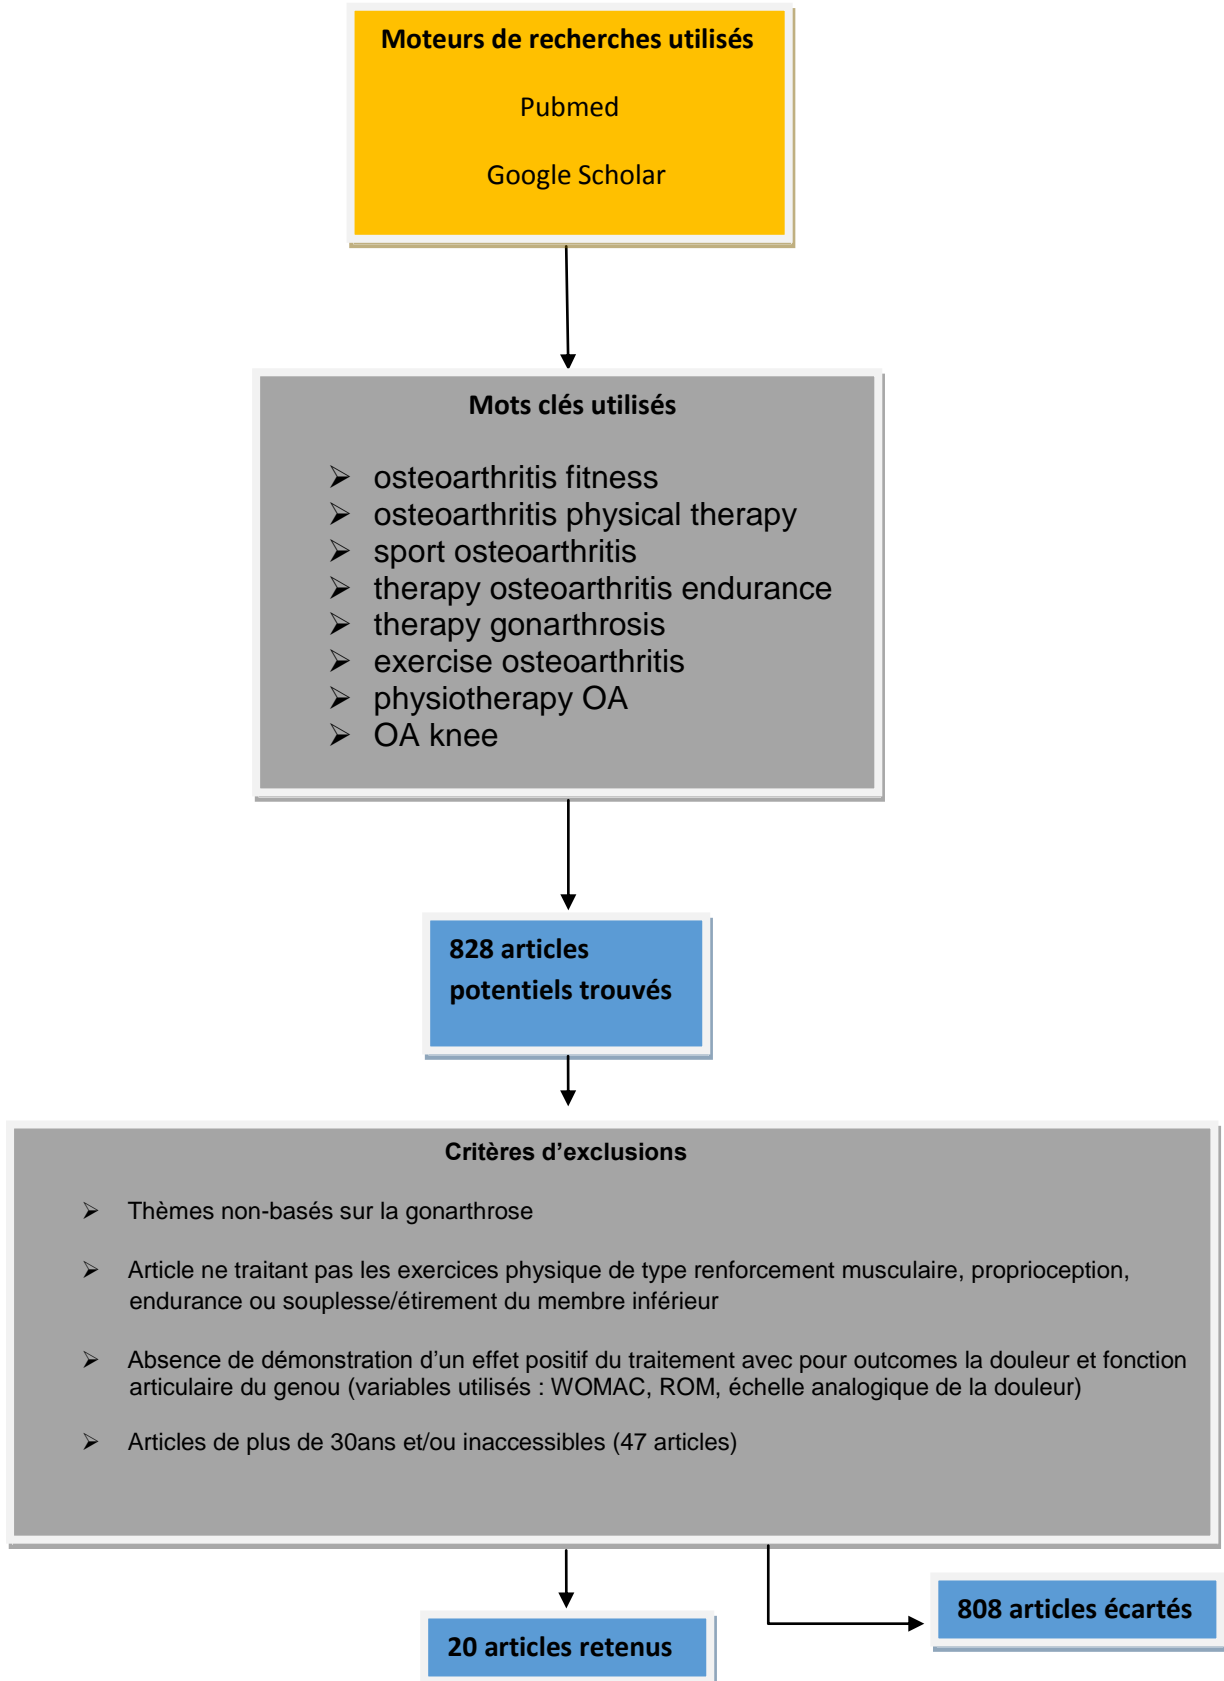 Moteurs de recherches utilisés
Pubmed
Google Scholar
Mots clés utilisés
➢ osteoarthritis fitness
➢ osteoarthritis physical therapy
➢ sport osteoarthritis
➢ therapy osteoarthritis endurance
➢ therapy gonarthrosis
➢ exercise osteoarthritis
➢ physiotherapy OA
➢ OA knee
828 articles
potentiels trouvés
Critères d’exclusions
➢ Thèmes non-basés sur la gonarthrose
➢ Article ne traitant pas les exercices physique de type renforcement musculaire, proprioception,
endurance ou souplesse/étirement du membre inférieur
➢ Absence de démonstration d’un effet positif du traitement avec pour outcomes la douleur et fonction
articulaire du genou (variables utilisés : WOMAC, ROM, échelle analogique de la douleur)
➢ Articles de plus de 30ans et/ou inaccessibles (47 articles)
808 articles écartés
20 articles retenus